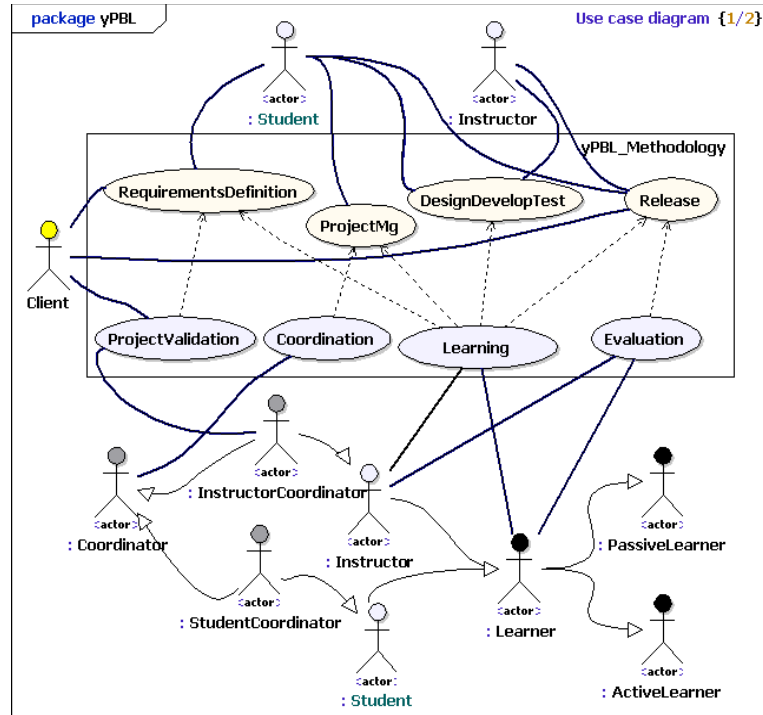 package yPBL
Use case diagram {1/2}
<actor>
: Student
<actor>
: Instructor
yPBL_Methodology
RequirementsDefinition
DesignDevelopTest
Release
ProjectMg
Client
ProjectValidation
Coordination
Learning
Evaluation
<actor>
: InstructorCoordinator
<actor>
: Coordinator
<actor>
: Instructor
<actor>
: PassiveLearner
<actor>
: StudentCoordinator
<actor>
: Learner
<actor>
: Student
<actor>
: ActiveLearner